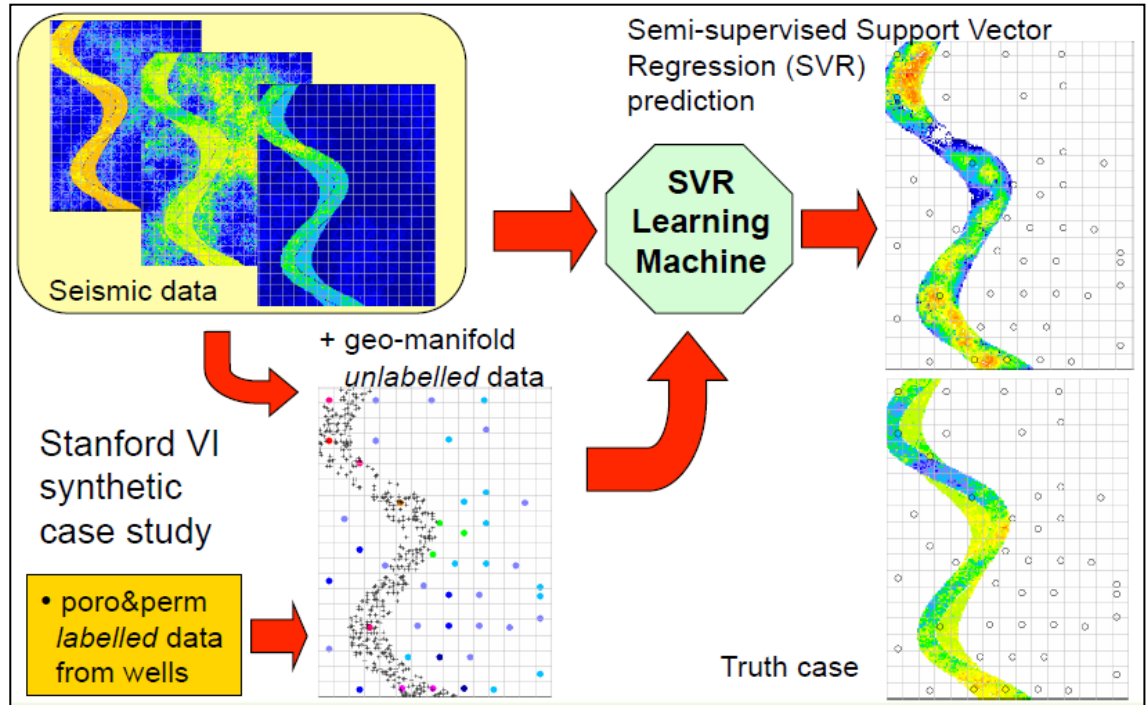 Semi-supervised Support Vector
Regression (SVR)
prediction
Seismic data
SVR
Learning
Machine
+ geo-manifold
unlabelled data
Stanford VI
synthetic
case study
• poro&perm
labelled data
from wells
Truth case